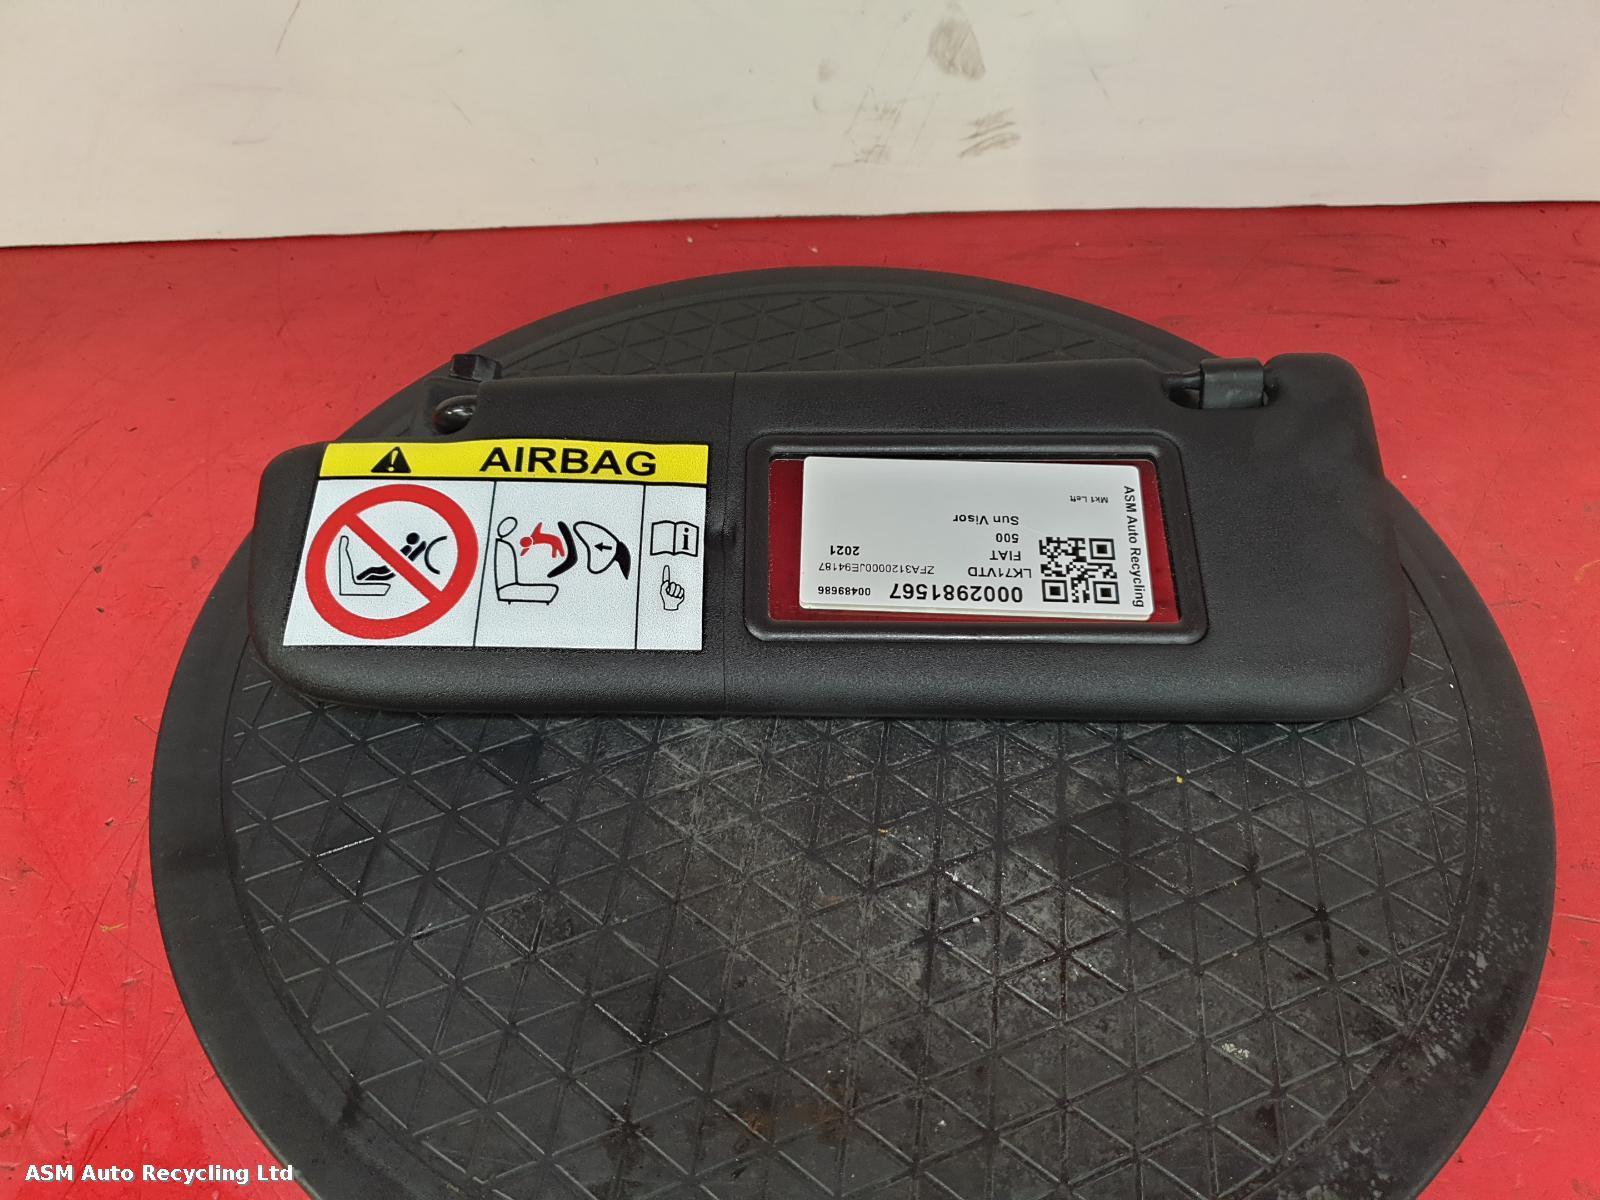 AIRBAG
i
ASM Auto Recycling
0002981567
00489686
LK71VTD
ZFA3120000JE94187
FIAT
2021
500
Sun Visor
Mk1 Left
ASM Auto Recycling Ltd